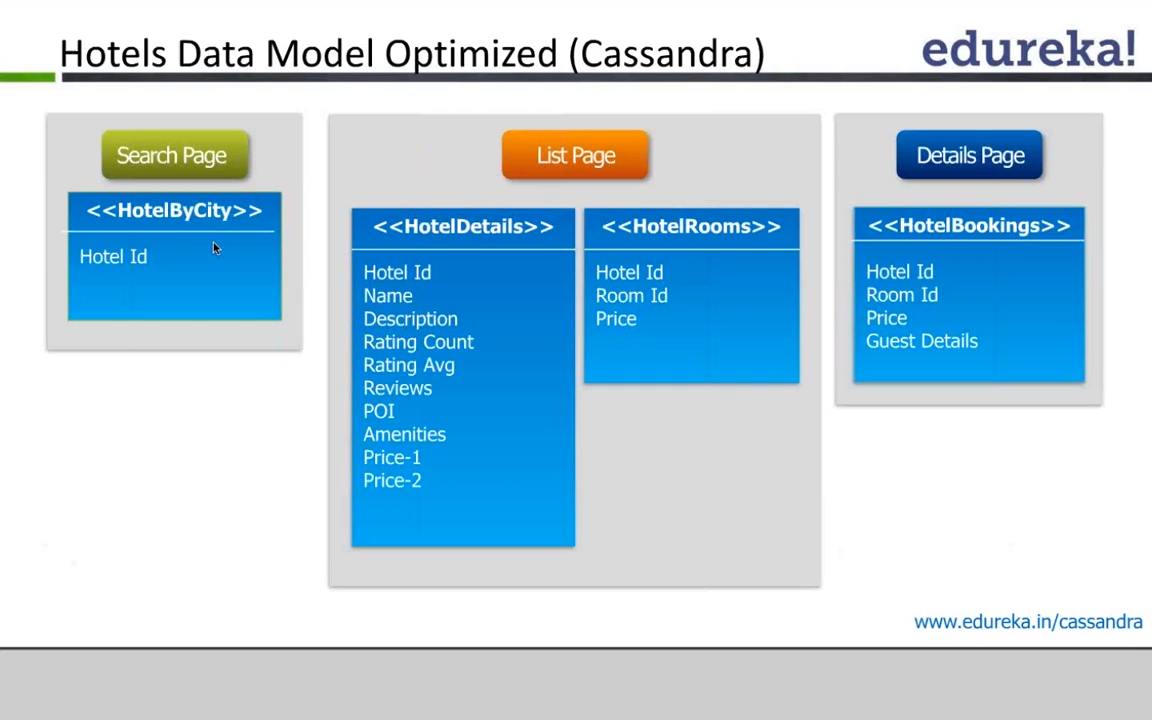 Hotels Data Model Optimized (Cassandra)
edureka!
Search Page
<<HotelByCity>>
Hotel Id
List Page
<<HotelDetails>>
Hotel Id
Name
Description
Rating Count
Rating Avg
Reviews
POI
Amenities
Price-1
Price-2
<<HotelRooms>>
Hotel Id
Room Id
Price
Details Page
<<HotelBookings>>
Hotel Id
Room Id
Price
Guest Details
www.edureka.in/cassandra